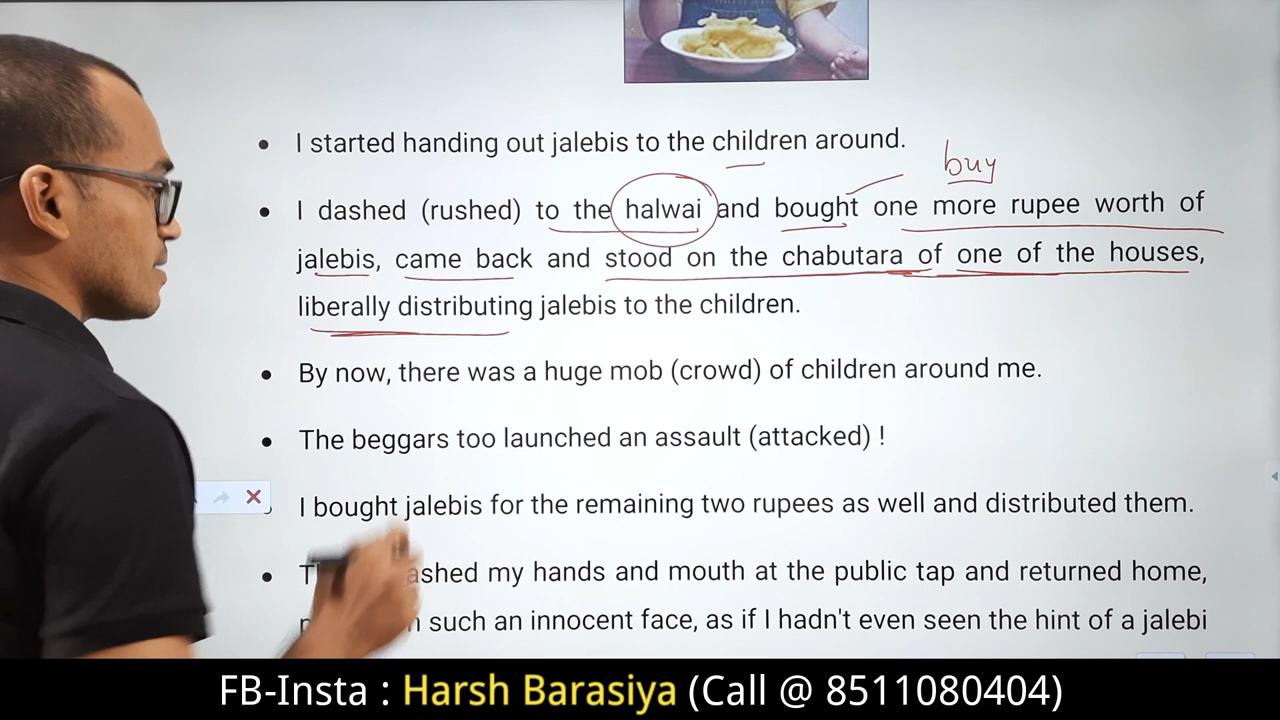 • I started handing out jalebis to the children around.
buy
• I dashed (rushed) to the halwai and bought one more rupee worth of
jalebis, came back and stood on the chabutara of one of the houses,
liberally distributing jalebis to the children.
• By now, there was a huge mob (crowd) of children around me.
• The beggars too launched an assault (attacked) !
I bought jalebis for the remaining two rupees as well and distributed them.
• my hands and mouth at the public tap and returned home,
such an innocent face, as if I hadn't even seen the hint of a jalebi
FB-Insta : Harsh Barasiya (Call @ 8511080404)